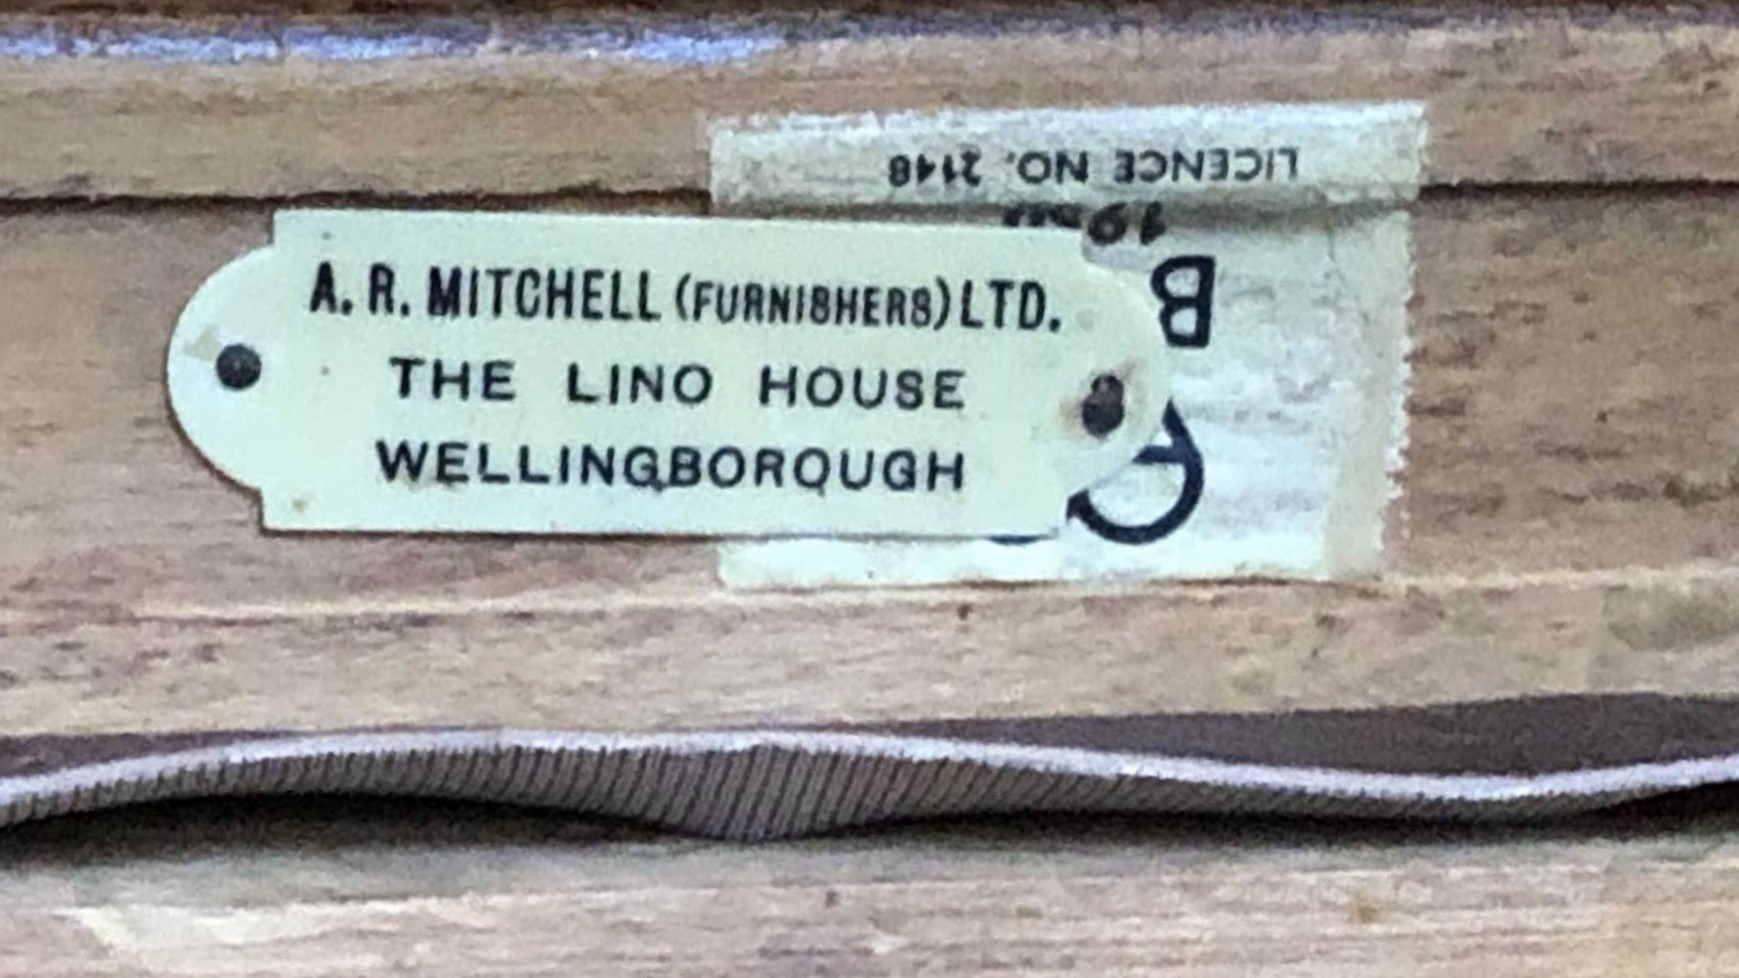 LICENCE NO. 2148
B
A. R. MITCHELL (FURNISHERS) LTD.
THE LINO HOUSE
WELLINGBOROUGH